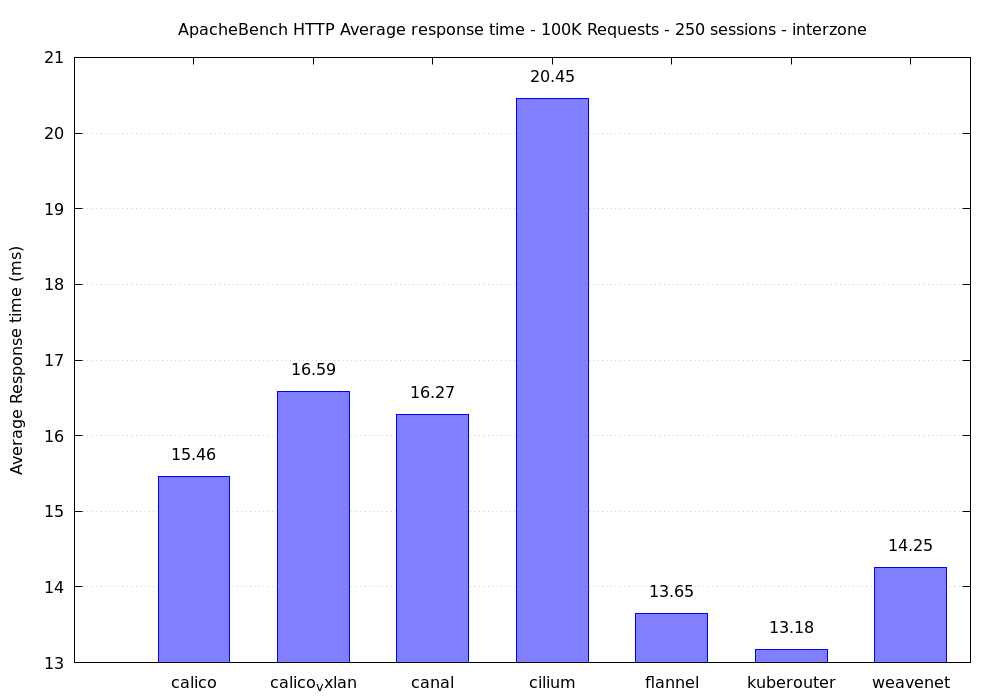 ApacheBench HTTP Average response time - 100K Requests - 250 sessions - interzone
Average Response time (ms)
21
20
19
18
17
16
15
14
13
15.46
16.59
16.27
20.45
13.65
13.18
14.25
calico
calicovxlan
canal
cilium
flannel
kuberouter
weavenet